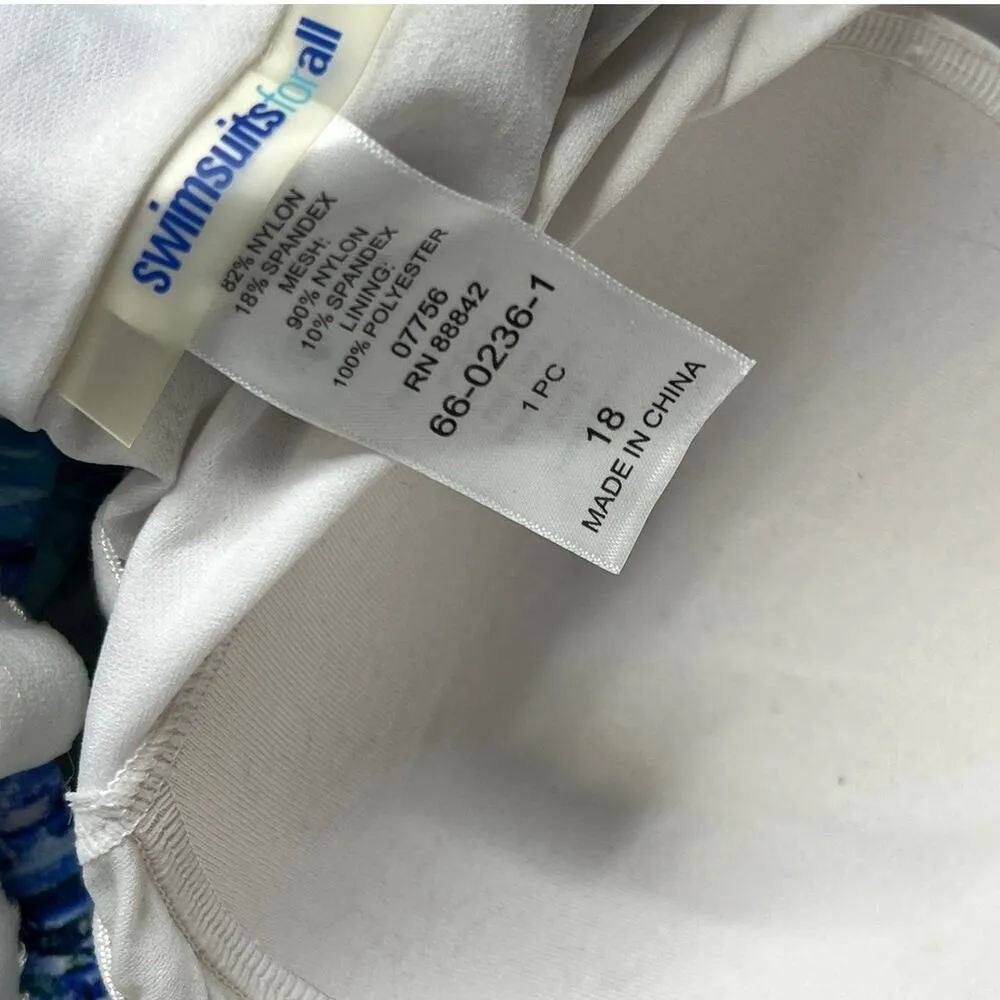 swimsuitsforall
82% NYLON
18% SPANDEX
MESH:
90% NYLON
10% SPANDEX
LINING:
100% POLYESTER
07756
RN 88842
66-0236-1
1 PC
18
MADE IN CHINA